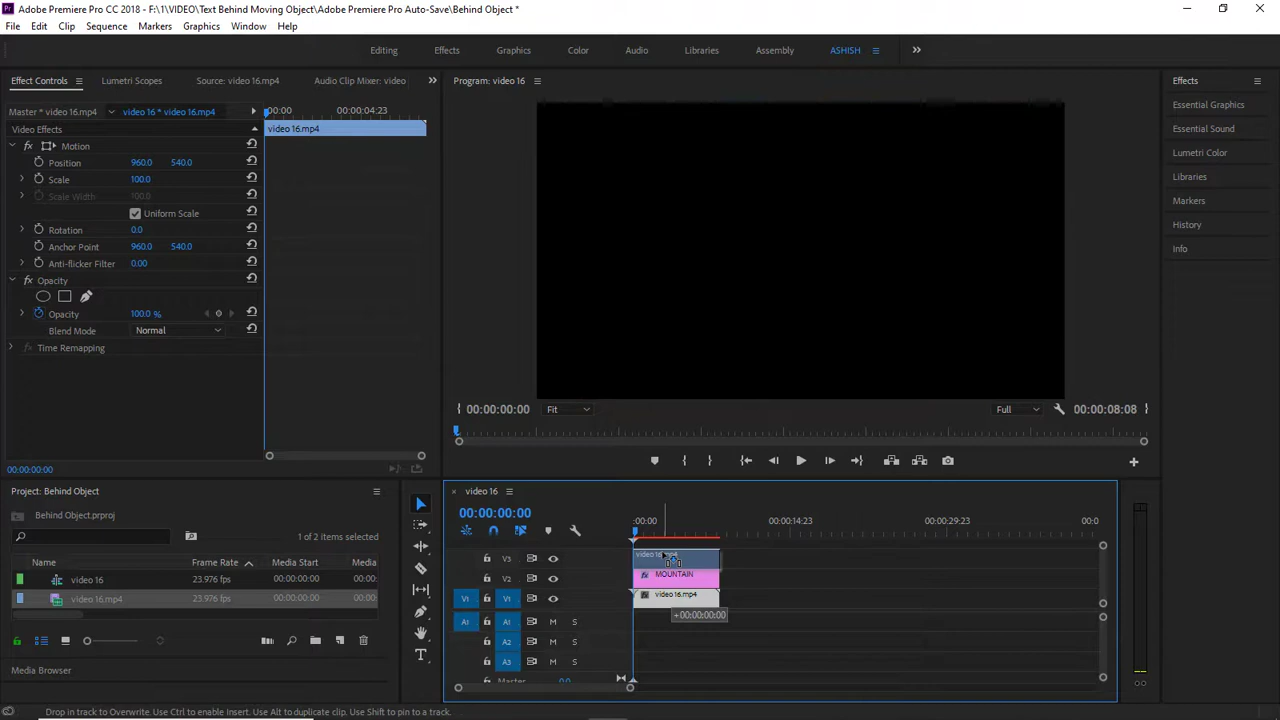 Adobe Premiere Pro CC 2018 - F:\1\VIDEO\Text Behind Moving Object\Adobe Premiere Pro Auto-Save\Behind Object *
File Edit Clip Sequence Markers Graphics Window Help
Editing Effects Graphics Color Audio Libraries Assembly ASHISH
Effect Controls Lumetri Scopes Source: video 16.mp4 Audio Clip Mixer: video
Program: video 16
Effects
Master * video 16.mp4 video 16 * video 16.mp4 :00:00 00:00:04:23
Video Effects video 16.mp4
fx Motion
Position 960.0 540.0
Scale 100.0
Scale Width 100.0
Uniform Scale
Rotation 0.0
Anchor Point 960.0 540.0
Anti-flicker Filter 0.00
fx Opacity
Opacity 100.0 %
Blend Mode Normal
Time Remapping
00:00:00:00
Essential Graphics
Essential Sound
Lumetri Color
Libraries
Markers
History
Info
00:00:00:00 Fit Full 00:00:08:08
Project: Behind Object Media Browser
Behind Object.prproj
1 of 2 items selected
Name Frame Rate Media Start Media
video 16 23.976 fps 00:00:00:00 00:00:0
video 16.mp4 23.976 fps 00:00:00:00 00:00:0
Media Browser
video 16
00:00:00:00 :00:00 00:00:14:23 00:00:29:23 00:0
V3 video 16.mp4
V2 fx MOUNTAIN
V1 V1 fx video 16.mp4
+00:00:00:00
A1 A1 M S
A2 M S
A3 M S
Master 0.0
Drop in track to Overwrite. Use Ctrl to enable Insert. Use Alt to duplicate clip. Use Shift to pin to a track.